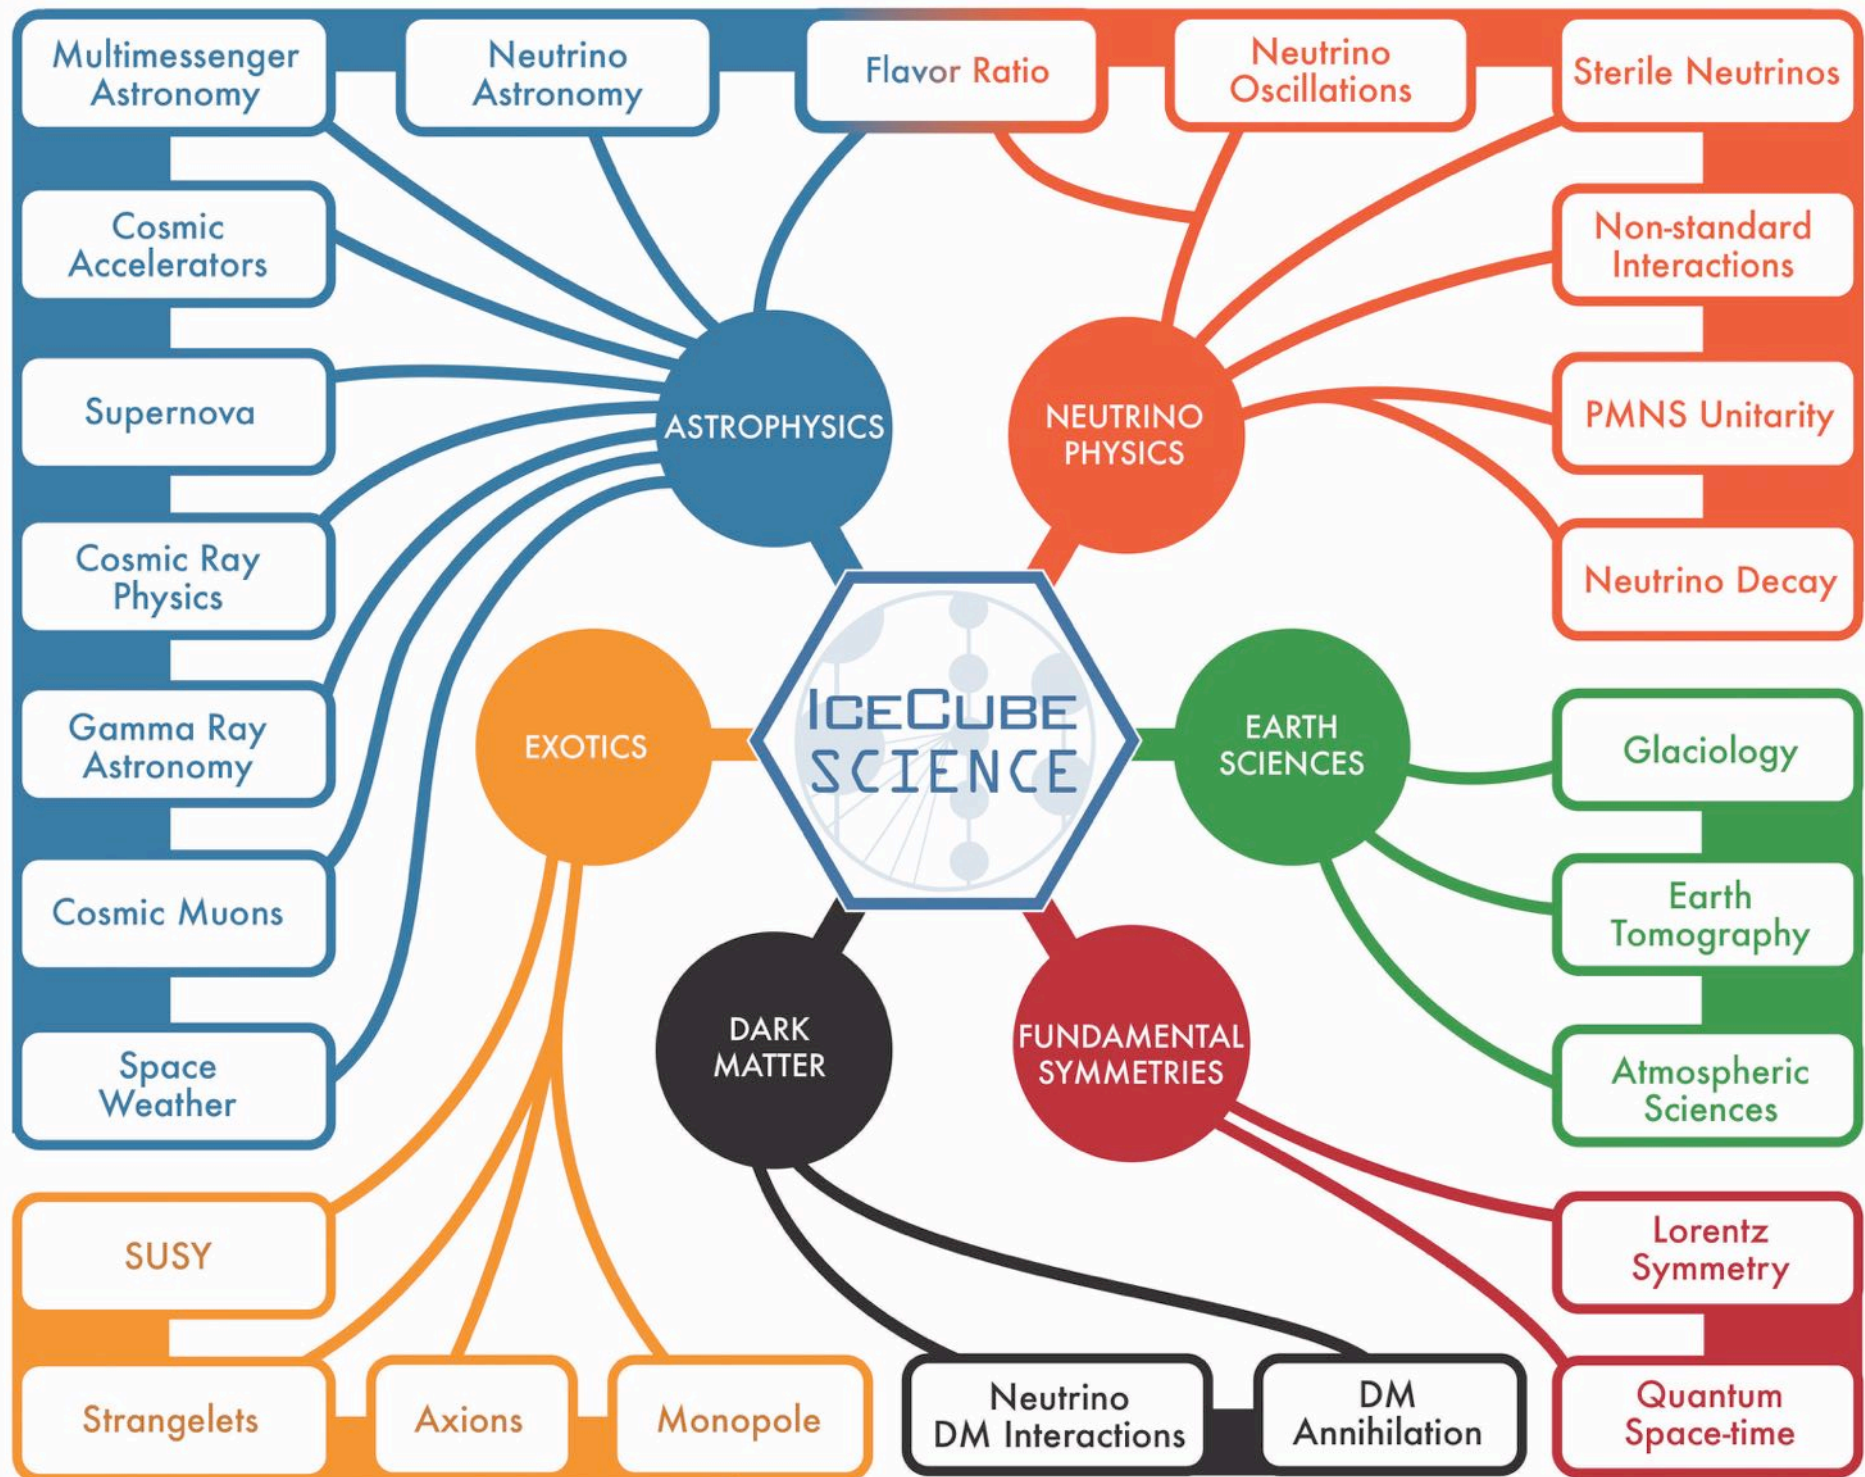 Multimessenger
Astronomy
Neutrino
Astronomy
Flavor Ratio
Neutrino
Oscillations
Sterile Neutrinos
Cosmic
Accelerators
Non-standard
Interactions
Supernova
ASTROPHYSICS
NEUTRINO
PHYSICS
PMNS Unitarity
Cosmic Ray
Physics
Neutrino Decay
Gamma Ray
Astronomy
EXOTICS
ICECUBE
SCIENCE
EARTH
SCIENCES
Glaciology
Cosmic Muons
Earth
Tomography
Space
Weather
DARK
MATTER
FUNDAMENTAL
SYMMETRIES
Atmospheric
Sciences
SUSY
Lorentz
Symmetry
Strangelets
Axions
Monopole
Neutrino
DM Interactions
DM
Annihilation
Quantum
Space-time